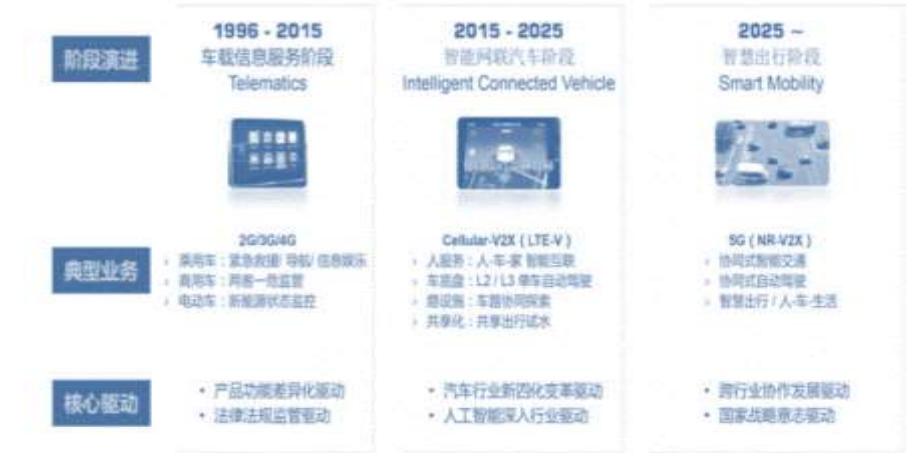 阶段演进
1996 - 2015
车载信息服务阶段
Telematics
2015 - 2025
智能网联汽车阶段
Intelligent Connected Vehicle
2025 ~
智慧出行阶段
Smart Mobility
典型业务
2G/3G/4G
› 乘用车：紧急救援/ 导航/ 信息娱乐
› 商用车：两客一危监管
› 电动车：新能源状态监控
Cellular-V2X ( LTE-V )
› 人服务：人-车-家 智能互联
› 车底盘：L2 / L3 单车自动驾驶
› 路设施：车路协同探索
› 共享化：共享出行试水
5G ( NR-V2X )
› 协同式智能交通
› 协同式自动驾驶
› 智慧出行 / 人-车-生活
核心驱动
• 产品功能差异化驱动
• 法律法规监管驱动
• 汽车行业新四化变革驱动
• 人工智能深入行业驱动
• 跨行业协作发展驱动
• 国家战略意志驱动